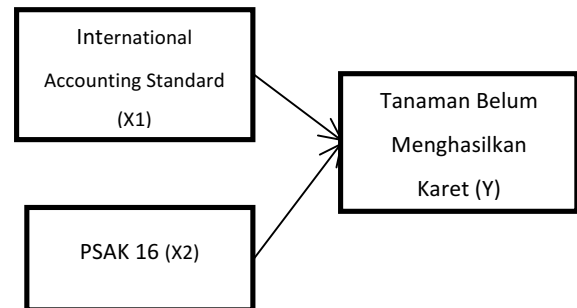 International
Accounting Standard
(X1)
PSAK 16 (X2)
Tanaman Belum
Menghasilkan
Karet (Y)